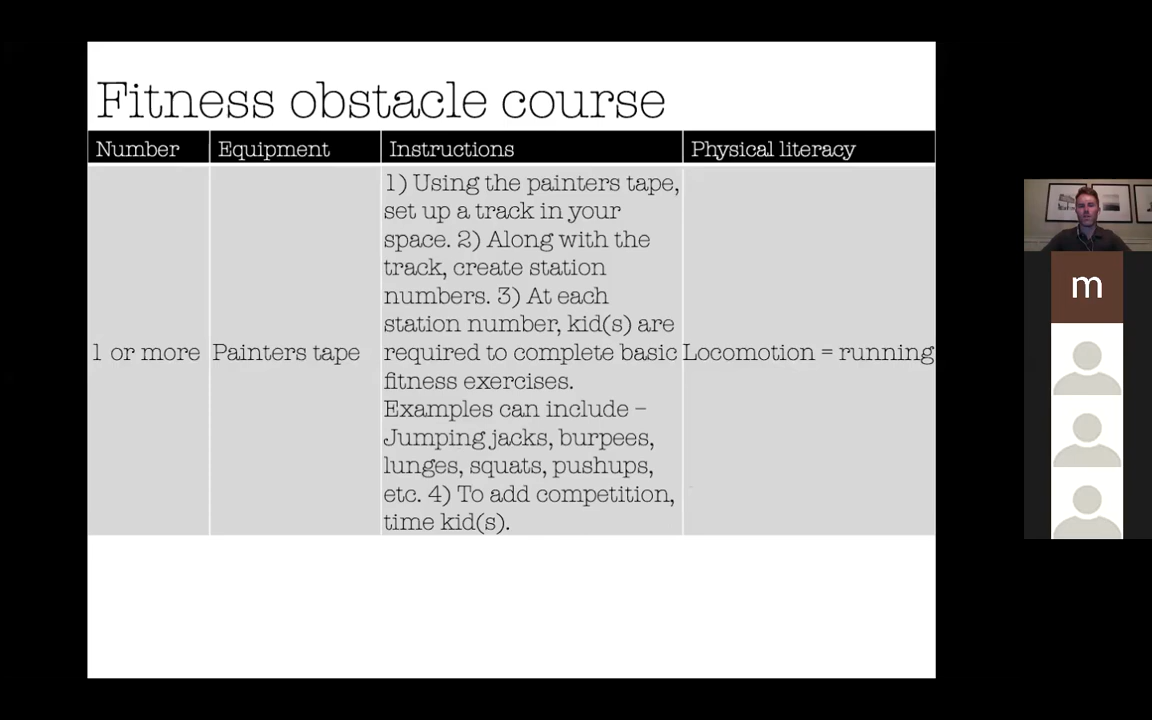 Fitness obstacle course
Number
Equipment
Instructions
Physical literacy
1 or more
Painters tape
1) Using the painters tape,
set up a track in your
space. 2) Along with the
track, create station
numbers. 3) At each
station number, kid(s) are
required to complete basic
fitness exercises.
Examples can include –
Jumping jacks, burpees,
lunges, squats, pushups,
etc. 4) To add competition,
time kid(s).
Locomotion = running
m